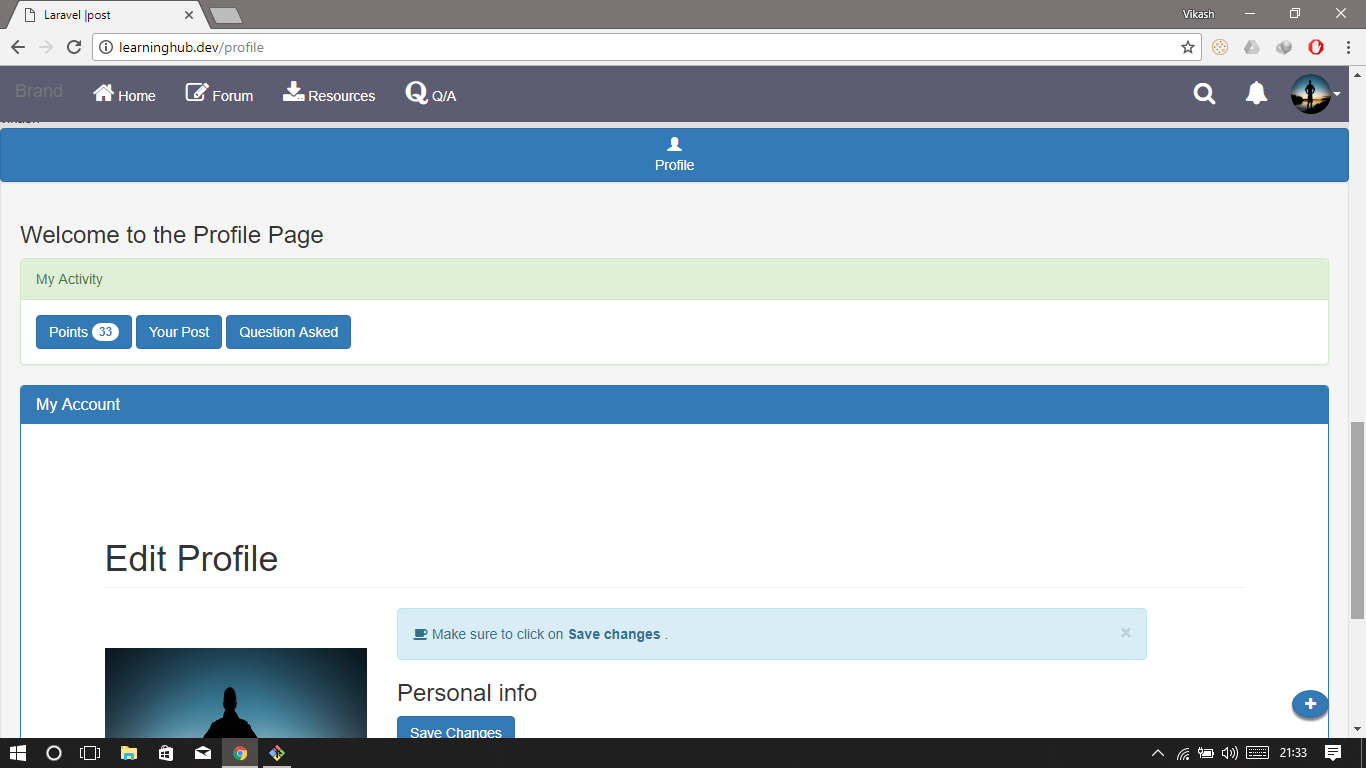 Laravel |post
Vikash
learninghub.dev/profile
Brand Home Forum Resources Q/A
Profile
Welcome to the Profile Page
My Activity
Points 33 Your Post Question Asked
My Account
Edit Profile
Make sure to click on Save changes .
Personal info
Save Changes
21:33